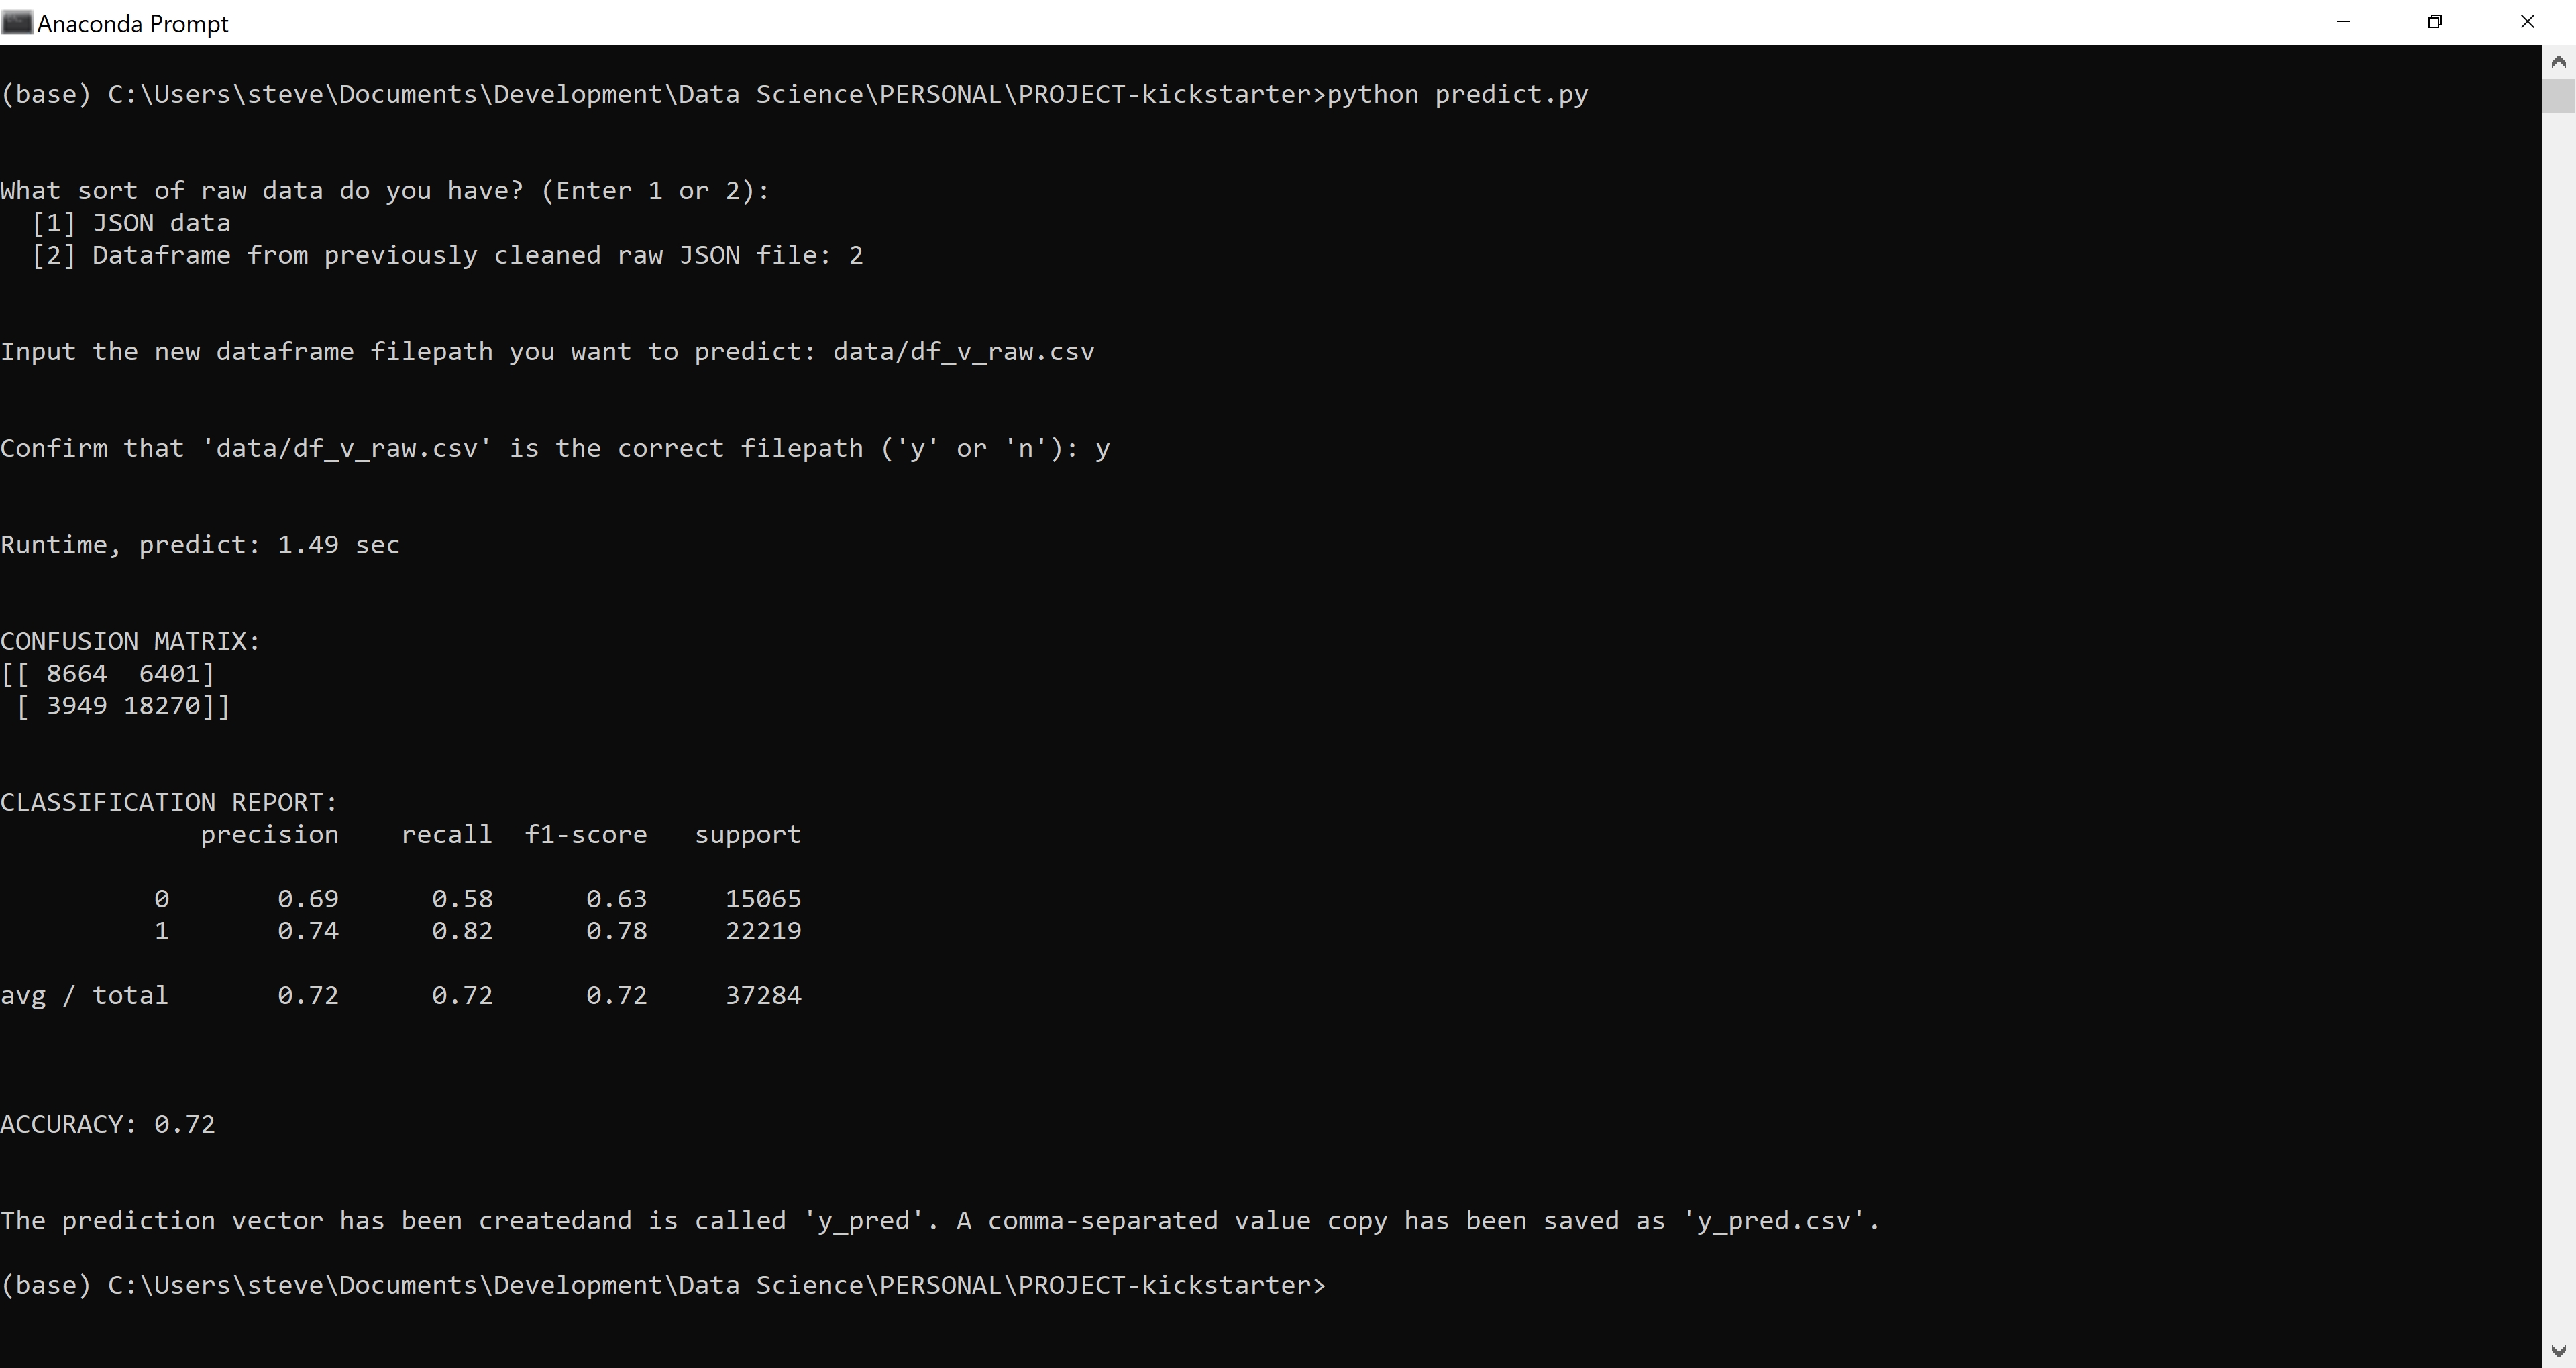 Anaconda Prompt
(base) C:\Users\steve\Documents\Development\Data Science\PERSONAL\PROJECT-kickstarter>python predict.py
What sort of raw data do you have? (Enter 1 or 2):
[1] JSON data
[2] Dataframe from previously cleaned raw JSON file: 2
Input the new dataframe filepath you want to predict: data/df_v_raw.csv
Confirm that 'data/df_v_raw.csv' is the correct filepath ('y' or 'n'): y
Runtime, predict: 1.49 sec
CONFUSION MATRIX:
[[ 8664  6401]
 [ 3949 18270]]
CLASSIFICATION REPORT:
precision    recall  f1-score   support
0       0.69      0.58      0.63     15065
1       0.74      0.82      0.78     22219
avg / total       0.72      0.72      0.72     37284
ACCURACY: 0.72
The prediction vector has been createdand is called 'y_pred'. A comma-separated value copy has been saved as 'y_pred.csv'.
(base) C:\Users\steve\Documents\Development\Data Science\PERSONAL\PROJECT-kickstarter>